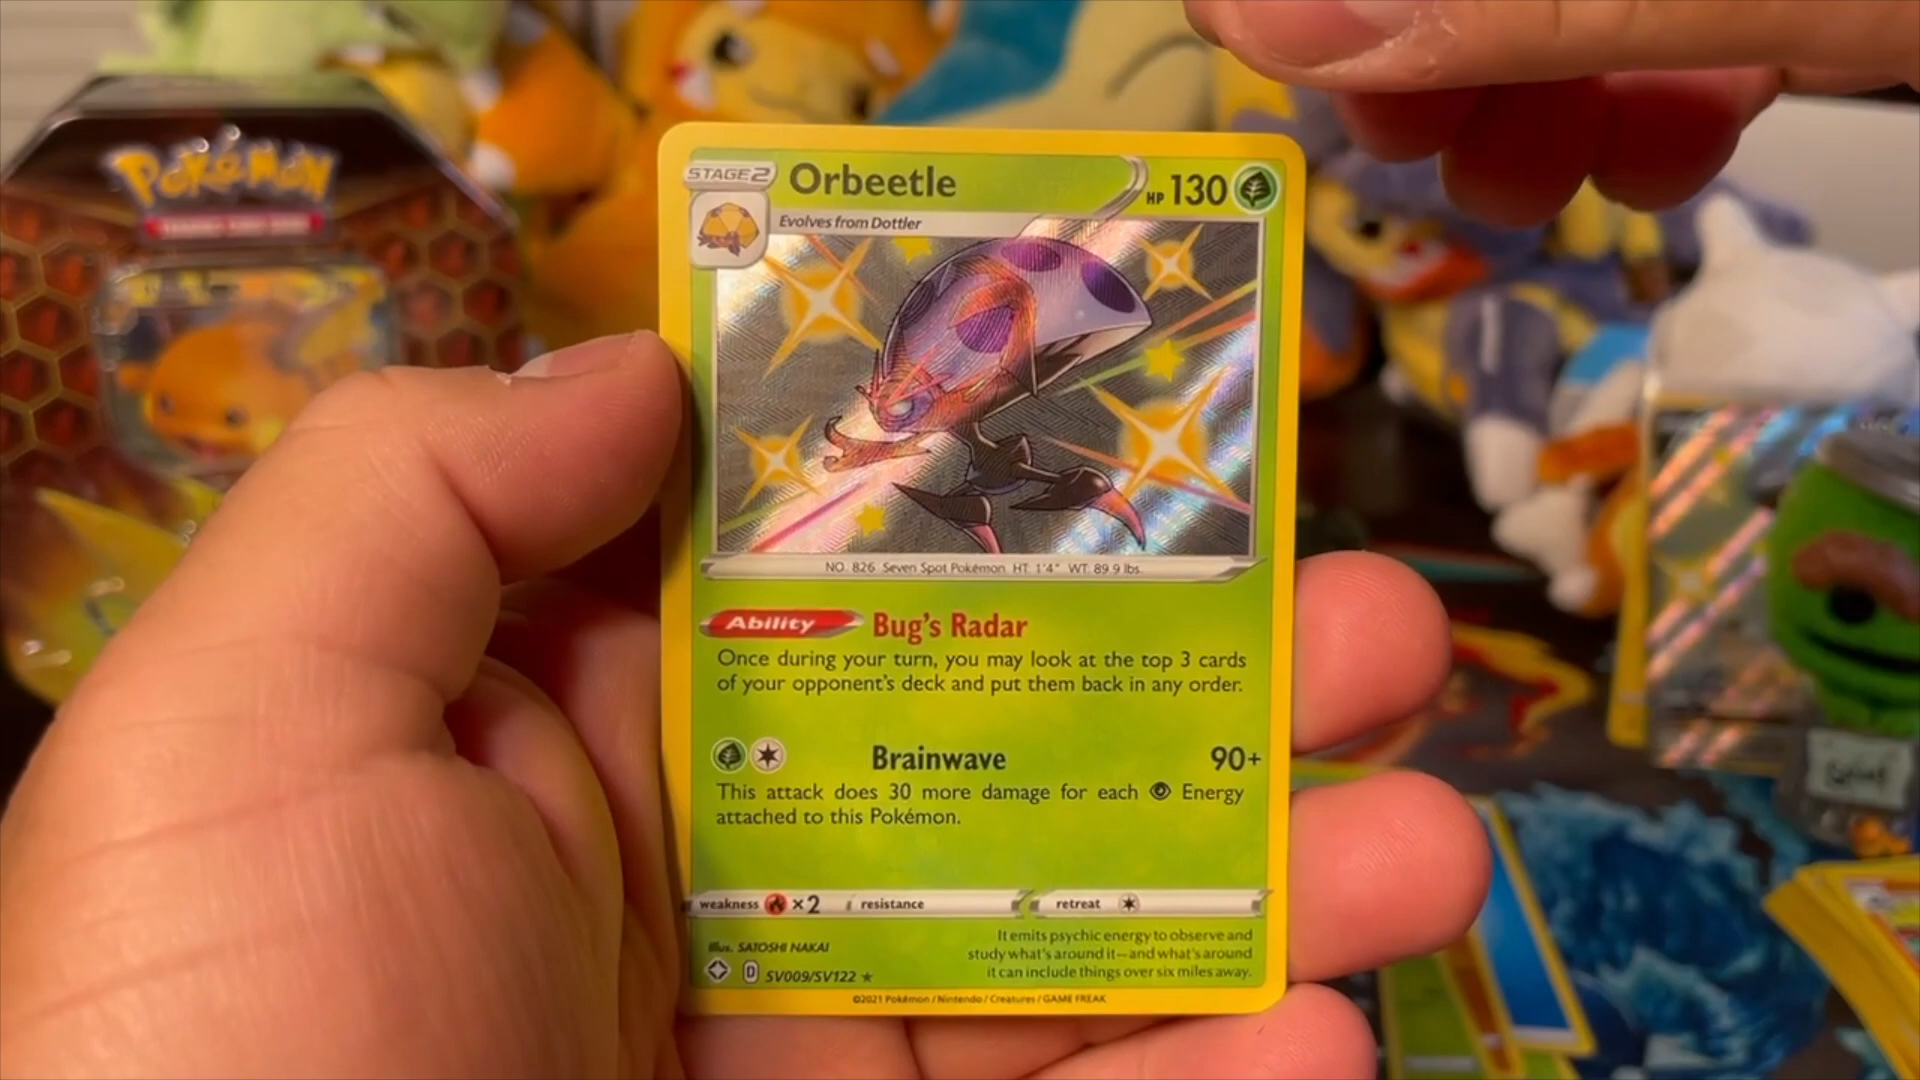 Pokémon
STAGE 2
Orbeetle
HP 130
Evolves from Dottler
NO. 826 Seven Spot Pokémon HT: 1'4" WT: 89.9 lbs.
Ability Bug's Radar
Once during your turn, you may look at the top 3 cards
of your opponent's deck and put them back in any order.
Brainwave 90+
This attack does 30 more damage for each Energy
attached to this Pokémon.
weakness ×2 resistance retreat
Illus. SATOSHI NAKAI
D SV009/SV122 ★
It emits psychic energy to observe and
study what's around it—and what's around
it can include things over six miles away.
©2021 Pokémon / Nintendo / Creatures / GAME FREAK